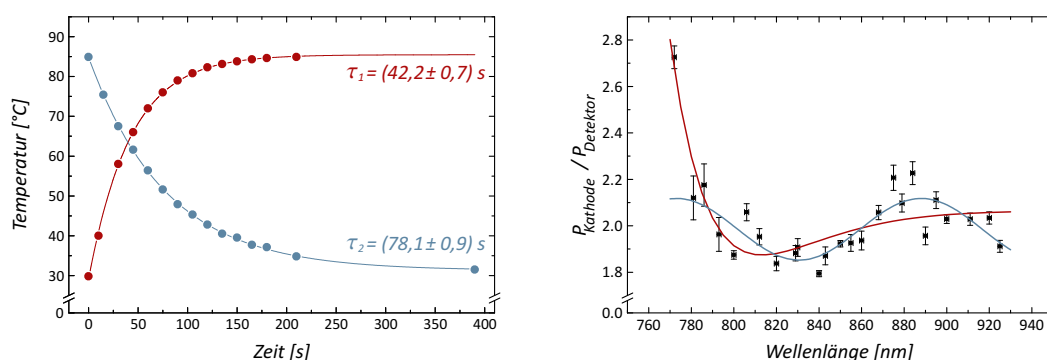 Temperatur [°C]
90
80
70
60
50
40
30
0
τ₁ = (42,2 ± 0,7) s
τ₂ = (78,1 ± 0,9) s
0 50 100 150 200 250 300 350 400
Zeit [s]
P_Kathode / P_Detektor
2.8
2.6
2.4
2.2
2.0
1.8
0
760 780 800 820 840 860 880 900 920 940
Wellenlänge [nm]